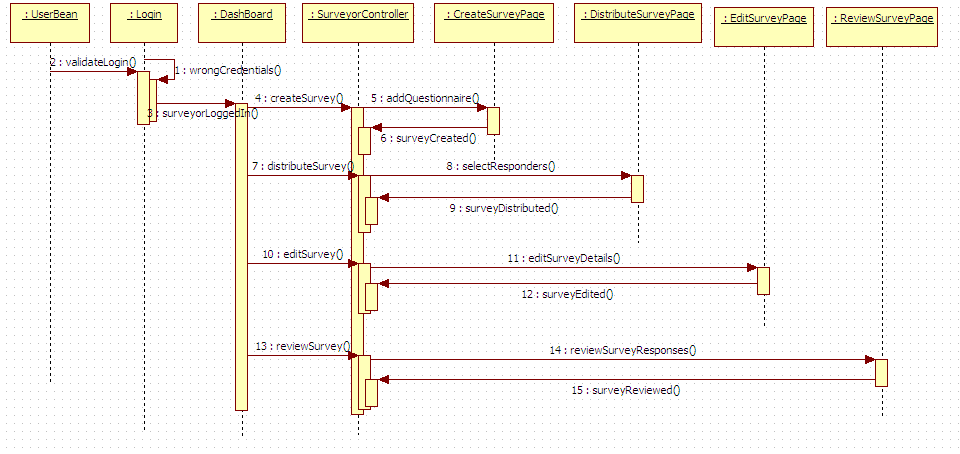 : UserBean
: Login
: DashBoard
: SurveyorController
: CreateSurveyPage
: DistributeSurveyPage
: EditSurveyPage
: ReviewSurveyPage
2 : validateLogin()
1 : wrongCredentials()
3 : surveyorLoggedIn()
4 : createSurvey()
5 : addQuestionnaire()
6 : surveyCreated()
7 : distributeSurvey()
8 : selectResponders()
9 : surveyDistributed()
10 : editSurvey()
11 : editSurveyDetails()
12 : surveyEdited()
13 : reviewSurvey()
14 : reviewSurveyResponses()
15 : surveyReviewed()